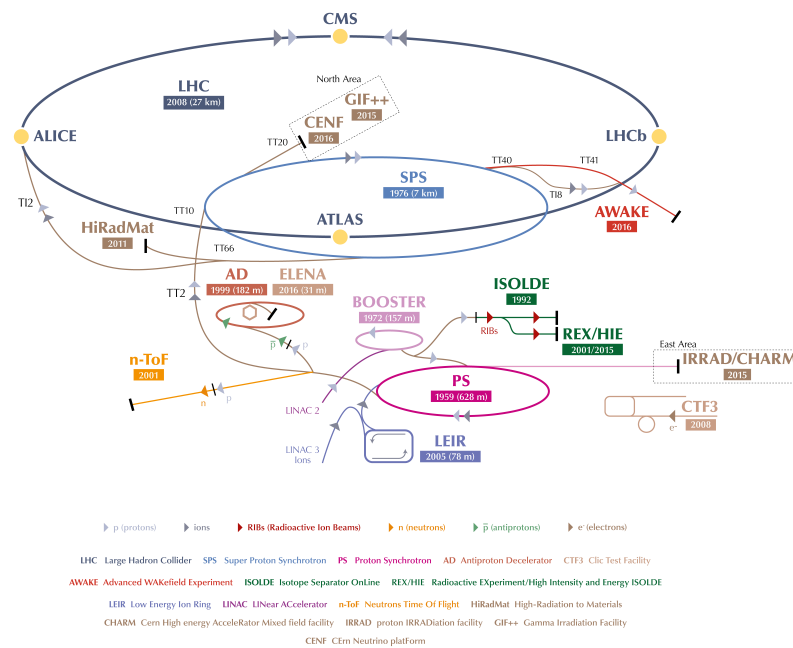 CMS
LHC
2008 (27 km)
North Area
GIF++
2015
CENF
2016
TT20
ALICE
LHCb
TT40
TT41
SPS
1976 (7 km)
TI8
TI2
TT10
AWAKE
2016
ATLAS
HiRadMat
2011
TT66
AD
1999 (182 m)
ELENA
2016 (31 m)
TT2
BOOSTER
1972 (157 m)
ISOLDE
1992
RIBs
REX/HIE
2001/2015
p̅
p
East Area
IRRAD/CHARM
2015
n-ToF
2001
n
p
PS
1959 (628 m)
LINAC 2
CTF3
2008
e-
LEIR
2005 (78 m)
LINAC 3
Ions
p (protons) ions RIBs (Radioactive Ion Beams) n (neutrons) p̅ (antiprotons) e- (electrons)
LHC Large Hadron Collider SPS Super Proton Synchrotron PS Proton Synchrotron AD Antiproton Decelerator CTF3 Clic Test Facility
AWAKE Advanced WAKefield Experiment ISOLDE Isotope Separator OnLine REX/HIE Radioactive EXperiment/High Intensity and Energy ISOLDE
LEIR Low Energy Ion Ring LINAC LINear ACcelerator n-ToF Neutrons Time Of Flight HiRadMat High-Radiation to Materials
CHARM Cern High energy AcceleRator Mixed field facility IRRAD proton IRRADiation facility GIF++ Gamma Irradiation Facility
CENF CErn Neutrino platForm